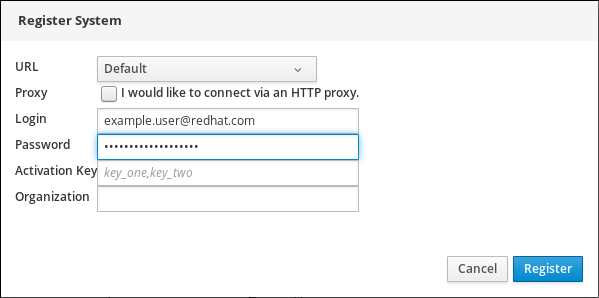 Register System
URL Default
Proxy I would like to connect via an HTTP proxy.
Login example.user@redhat.com
Password •••••••••••••••••••
Activation Key key_one,key_two
Organization
Cancel Register